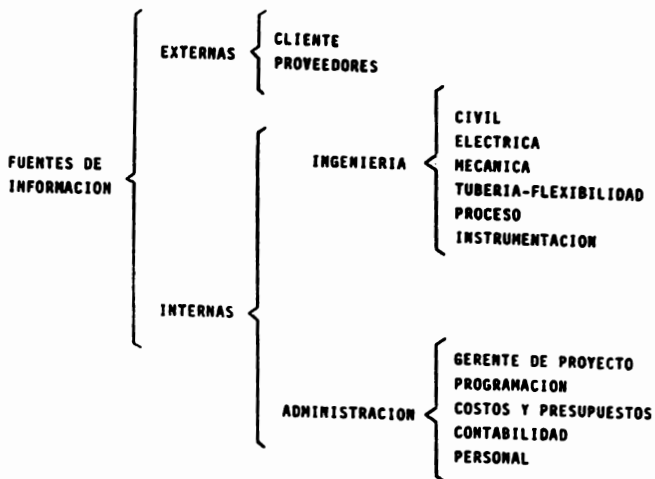 EXTERNAS
CLIENTE
PROVEEDORES
FUENTES DE
INFORMACION
INTERNAS
INGENIERIA
CIVIL
ELECTRICA
MECANICA
TUBERIA-FLEXIBILIDAD
PROCESO
INSTRUMENTACION
ADMINISTRACION
GERENTE DE PROYECTO
PROGRAMACION
COSTOS Y PRESUPUESTOS
CONTABILIDAD
PERSONAL